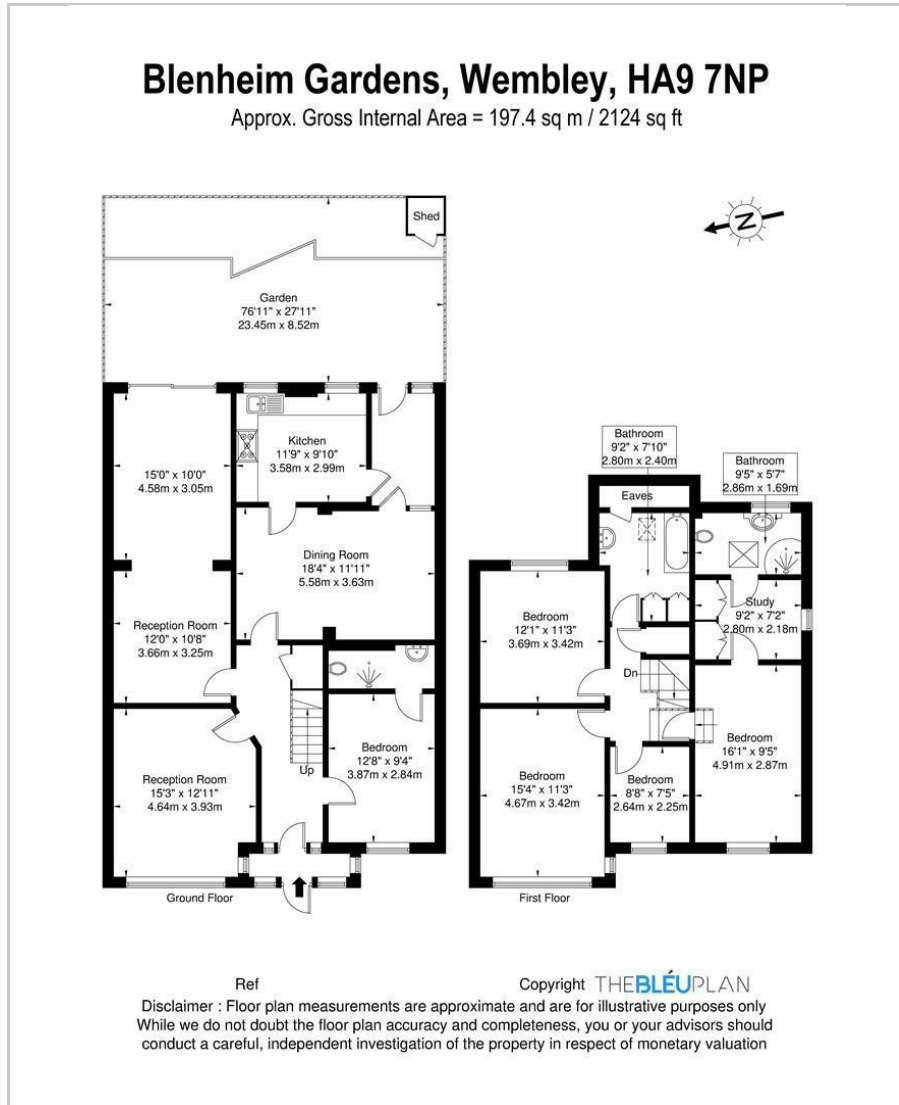 Blenheim Gardens, Wembley, HA9 7NP
Approx. Gross Internal Area = 197.4 sq m / 2124 sq ft
Shed
N
Garden
76'11" x 27'11"
23.45m x 8.52m
Kitchen
11'9" x 9'10"
3.58m x 2.99m
15'0" x 10'0"
4.58m x 3.05m
Dining Room
18'4" x 11'11"
5.58m x 3.63m
Reception Room
12'0" x 10'8"
3.66m x 3.25m
Reception Room
15'3" x 12'11"
4.64m x 3.93m
Up
Bedroom
12'8" x 9'4"
3.87m x 2.84m
Ground Floor
Bathroom
9'2" x 7'10"
2.80m x 2.40m
Bathroom
9'5" x 5'7"
2.86m x 1.69m
Eaves
Study
9'2" x 7'2"
2.80m x 2.18m
Bedroom
12'1" x 11'3"
3.69m x 3.42m
Dn
Bedroom
16'1" x 9'5"
4.91m x 2.87m
Bedroom
15'4" x 11'3"
4.67m x 3.42m
Bedroom
8'8" x 7'5"
2.64m x 2.25m
First Floor
Ref
Copyright THEBLÉUPLAN
Disclaimer : Floor plan measurements are approximate and are for illustrative purposes only
While we do not doubt the floor plan accuracy and completeness, you or your advisors should
conduct a careful, independent investigation of the property in respect of monetary valuation